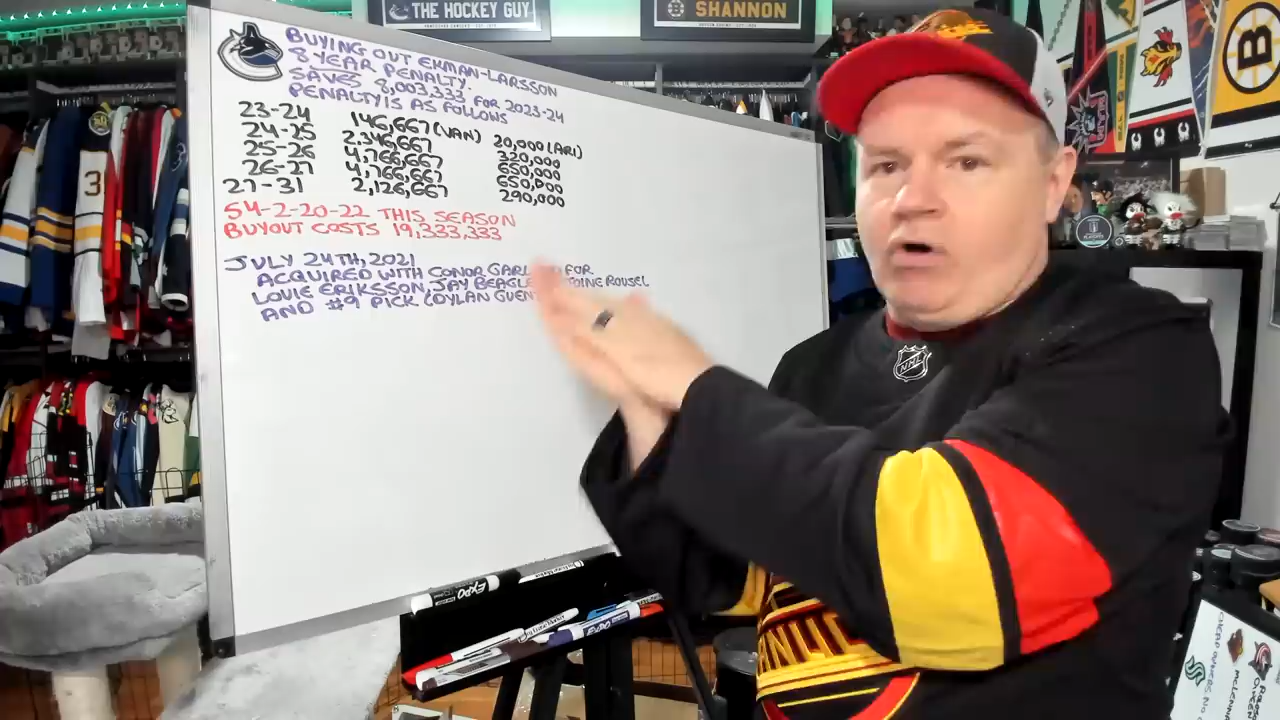 THE HOCKEY GUY
SHANNON
BUYING OUT EKMAN-LARSSON
8 YEAR PENALTY.
SAVES 8,003,333 FOR 2023-24
PENALTY IS AS FOLLOWS
23-24 146,667 (VAN) 20,000 (ARI)
24-25 2,346,667 320,000
25-26 4,766,667 650,000
26-27 4,766,667 650,000
27-31 2,126,667 290,000
54-2-20-22 THIS SEASON
BUYOUT COSTS 19,333,333
JULY 24TH, 2021
ACQUIRED WITH CONOR FOR
LOUIE ERIKSSON, JAY BEAGLE ROUSEL
AND #9 PICK (DYLAN
NHL
EXPO
EXPO
B
3